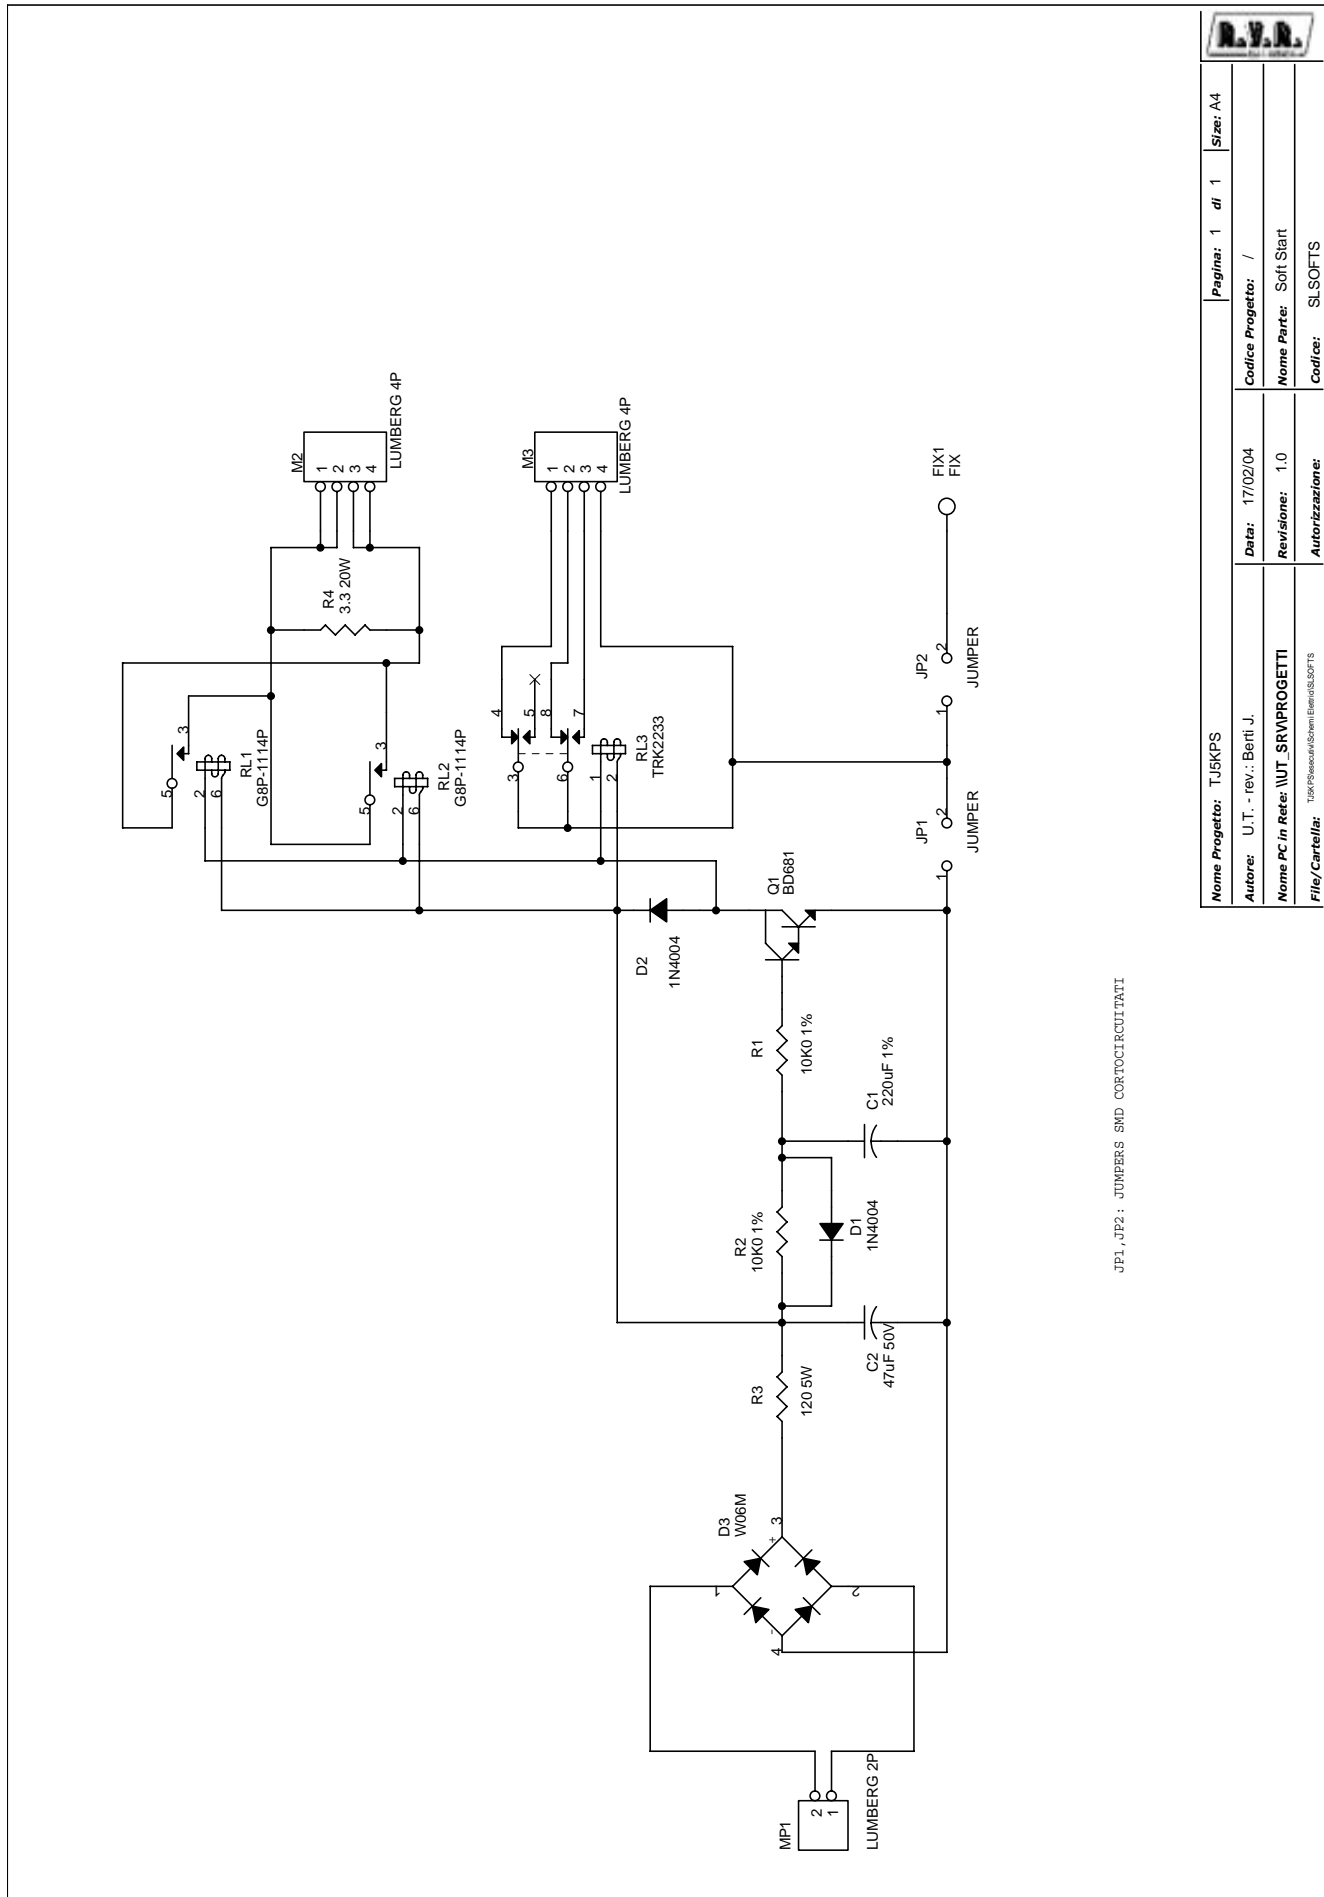 R.V.R.
Nome Progetto: TJ5KPS
Pagina: 1 di 1
Size: A4
Autore: U.T. - rev.: Berti J.
Data: 17/02/04
Codice Progetto: /
Nome PC in Rete: \\UT_SRV\PROGETTI
Revisione: 1.0
Nome Parte: Soft Start
File/Cartella: TJ5KPS\esecutivi\Schemi Elettrici\SLSOFTS
Autorizzazione:
Codice: SLSOFTS
M2
1
2
3
4
LUMBERG 4P
R4
3.3 20W
3
5
2
6
RL1
G8P-1114P
3
5
2
6
RL2
G8P-1114P
M3
1
2
3
4
LUMBERG 4P
4
5
8
7
3
6
1
2
RL3
TRK2233
FIX1
FIX
JP2
2
1
JUMPER
JP1
2
1
JUMPER
Q1
BD681
D2
1N4004
R1
10K0 1%
C1
220uF 1%
R2
10K0 1%
D1
1N4004
C2
47uF 50V
R3
120 5W
D3
W06M
3
+
1
2
-
4
MP1
2
1
LUMBERG 2P
JP1,JP2: JUMPERS SMD CORTOCIRCUITATI